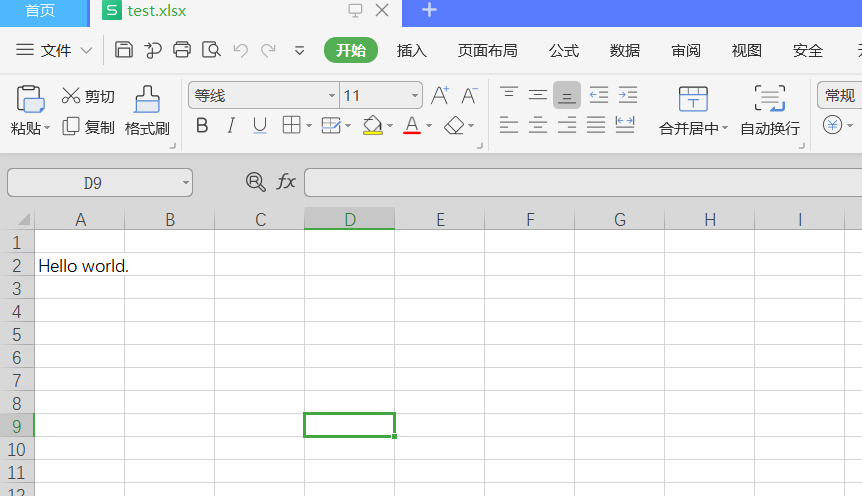 首页 S test.xlsx
文件 开始 插入 页面布局 公式 数据 审阅 视图 安全
剪切 等线 11 常规
粘贴 复制 格式刷 B I U A 合并居中 自动换行 ¥
D9 fx
A B C D E F G H I
1
2 Hello world.
3
4
5
6
7
8
9
10
11
12